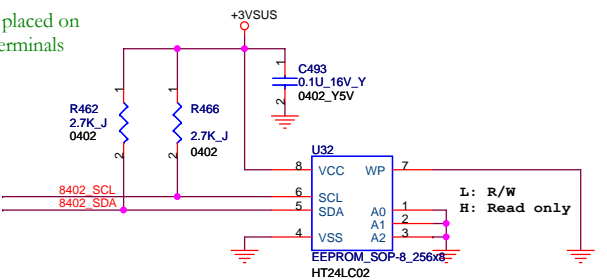 placed on
erminals
+3VSUS
1
C493
0.1U_16V_Y
0402_Y5V
2
1
R462
2.7K_J
0402
2
1
R466
2.7K_J
0402
2
U32
8 VCC WP 7
8402_SCL 6 SCL
8402_SDA 5 SDA A0 1
A1 2
4 VSS A2 3
L: R/W
H: Read only
EEPROM_SOP-8_256x8
HT24LC02